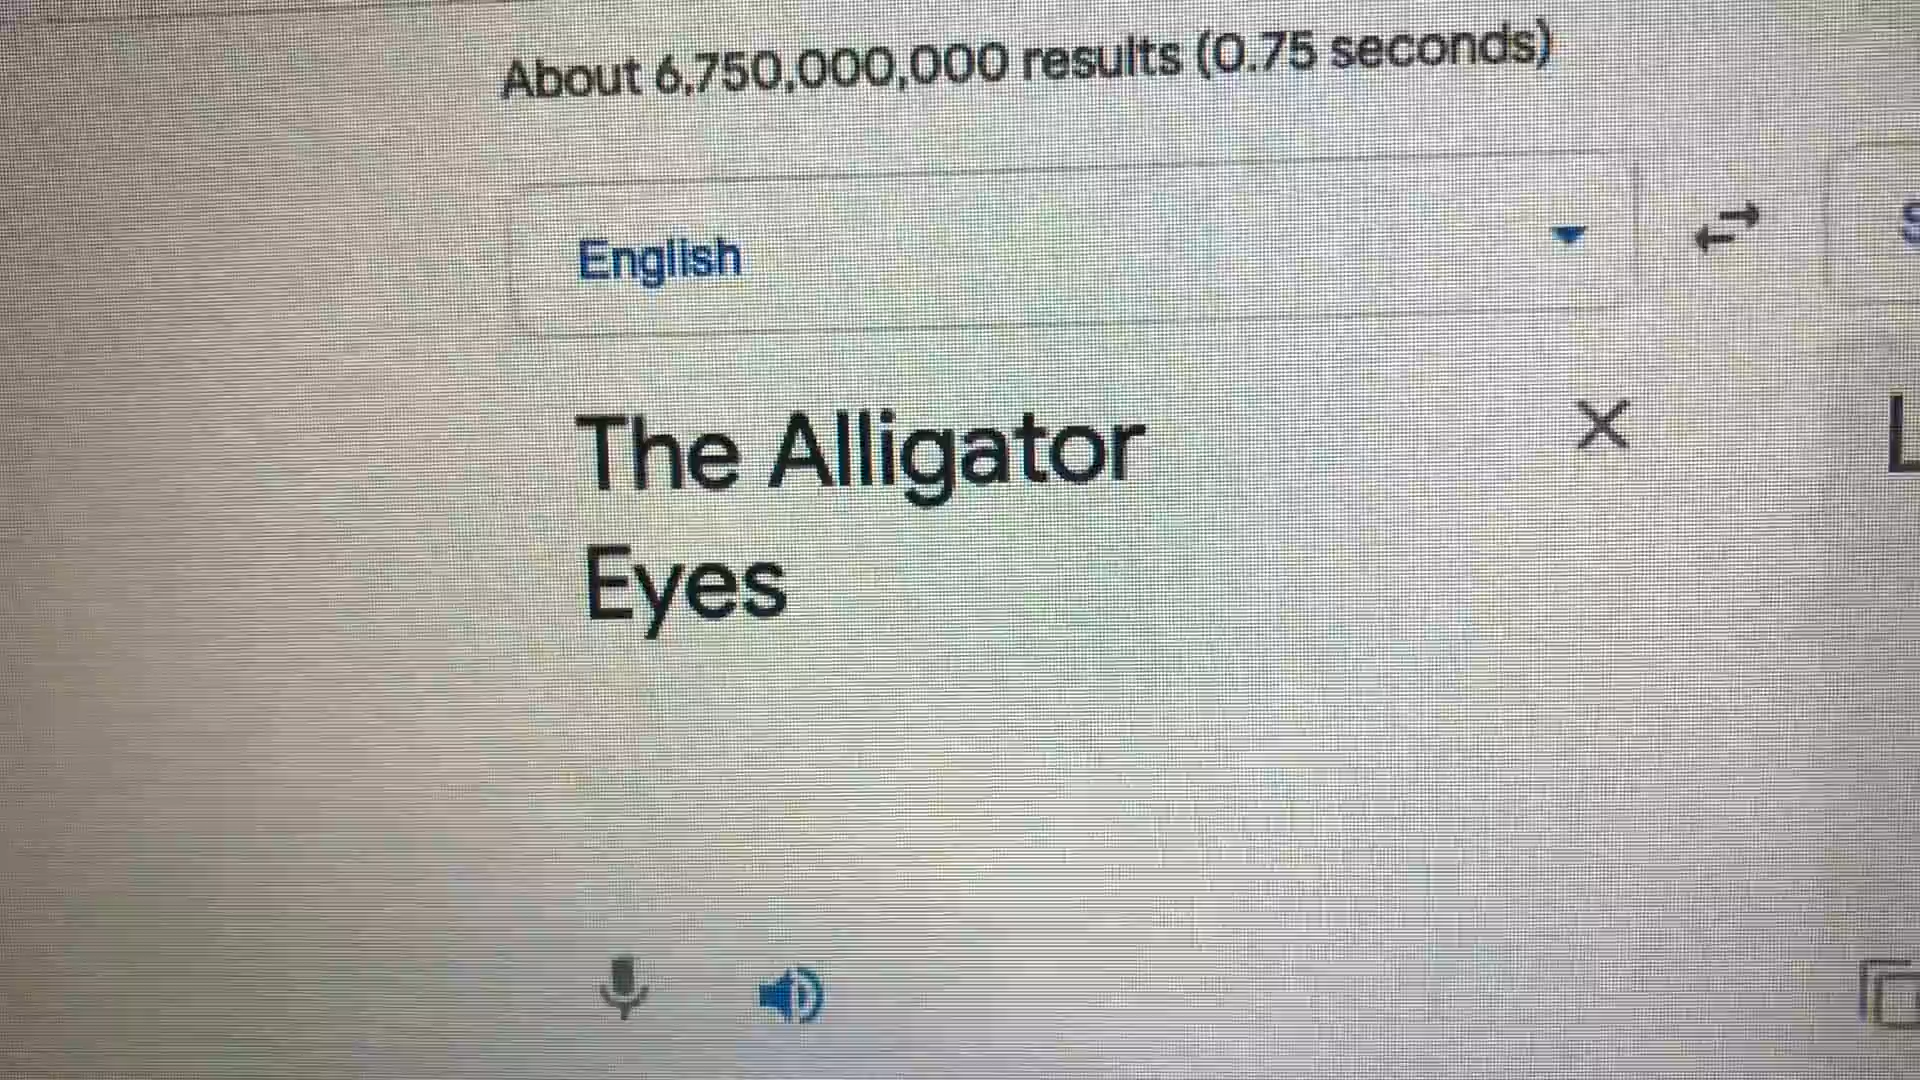 About 6,750,000,000 results (0.75 seconds)
English
The Alligator
Eyes